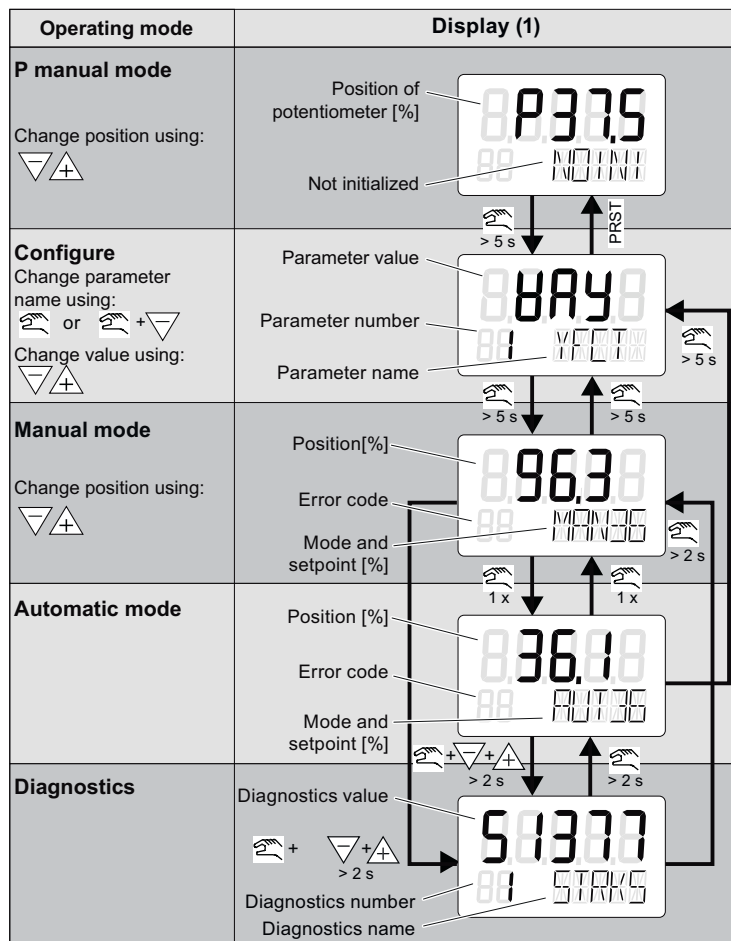 Operating mode
Display (1)
P manual mode
Change position using:
− +
Position of
potentiometer [%]
P37.5
NOINI
Not initialized
> 5 s
PRST
Configure
Change parameter
name using:
or + −
Change value using:
− +
Parameter value
WAY
Parameter number
1 YFCT
Parameter name
> 5 s
> 5 s
> 5 s
Manual mode
Change position using:
− +
Position[%]
96.3
Error code
MAN36
Mode and
setpoint [%]
> 2 s
1 x
1 x
Automatic mode
Position [%]
36.1
Error code
AUT36
Mode and
setpoint [%]
+ − + +
> 2 s
> 2 s
Diagnostics
Diagnostics value
51377
+ − + +
> 2 s
1 STRKS
Diagnostics number
Diagnostics name